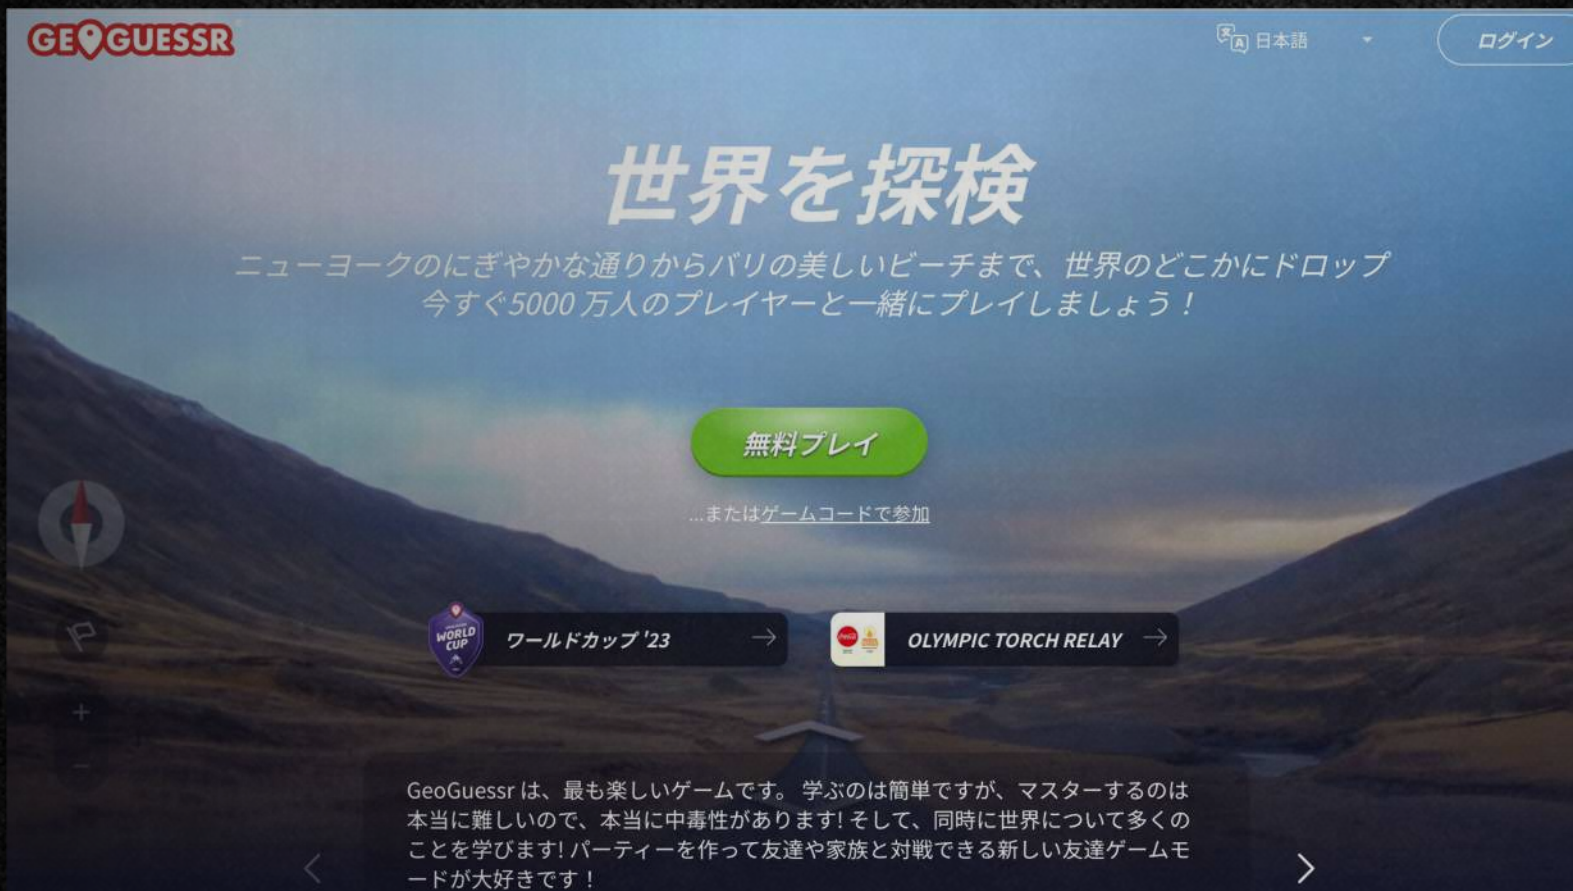 GEOGUESSR
日本語
ログイン
世界を探検
ニューヨークのにぎやかな通りからバリの美しいビーチまで、世界のどこかにドロップ
今すぐ5000 万人のプレイヤーと一緒にプレイしましょう！
無料プレイ
...またはゲームコードで参加
WORLD
CUP
ワールドカップ '23
OLYMPIC TORCH RELAY
GeoGuessr は、最も楽しいゲームです。 学ぶのは簡単ですが、マスターするのは
本当に難しいので、本当に中毒性があります! そして、同時に世界について多くの
ことを学びます! パーティーを作って友達や家族と対戦できる新しい友達ゲームモ
ードが大好きです！